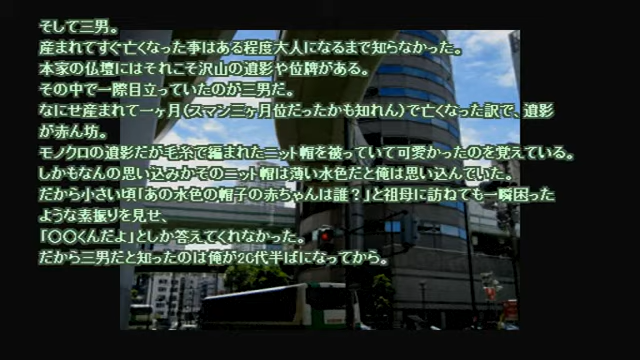 そして三男。
産まれてすぐ亡くなった事はある程度大人になるまで知らなかった。
本家の仏壇にはそれこそ沢山の遺影や位牌がある。
その中で一際目立っていたのが三男だ。
なにせ産まれて一ヶ月(スマン三ヶ月位だったかも知れん)で亡くなった訳で、遺影
が赤ん坊。
モノクロの遺影だが毛糸で編まれたニット帽を被っていて可愛かったのを覚えている。
しかもなんの思い込みかそのニット帽は薄い水色だと俺は思い込んでいた。
だから小さい頃「あの水色の帽子の赤ちゃんは誰？」と祖母に訪ねても一瞬困った
ような素振りを見せ、
「〇〇くんだよ」としか答えてくれなかった。
だから三男だと知ったのは俺が20代半ばになってから。